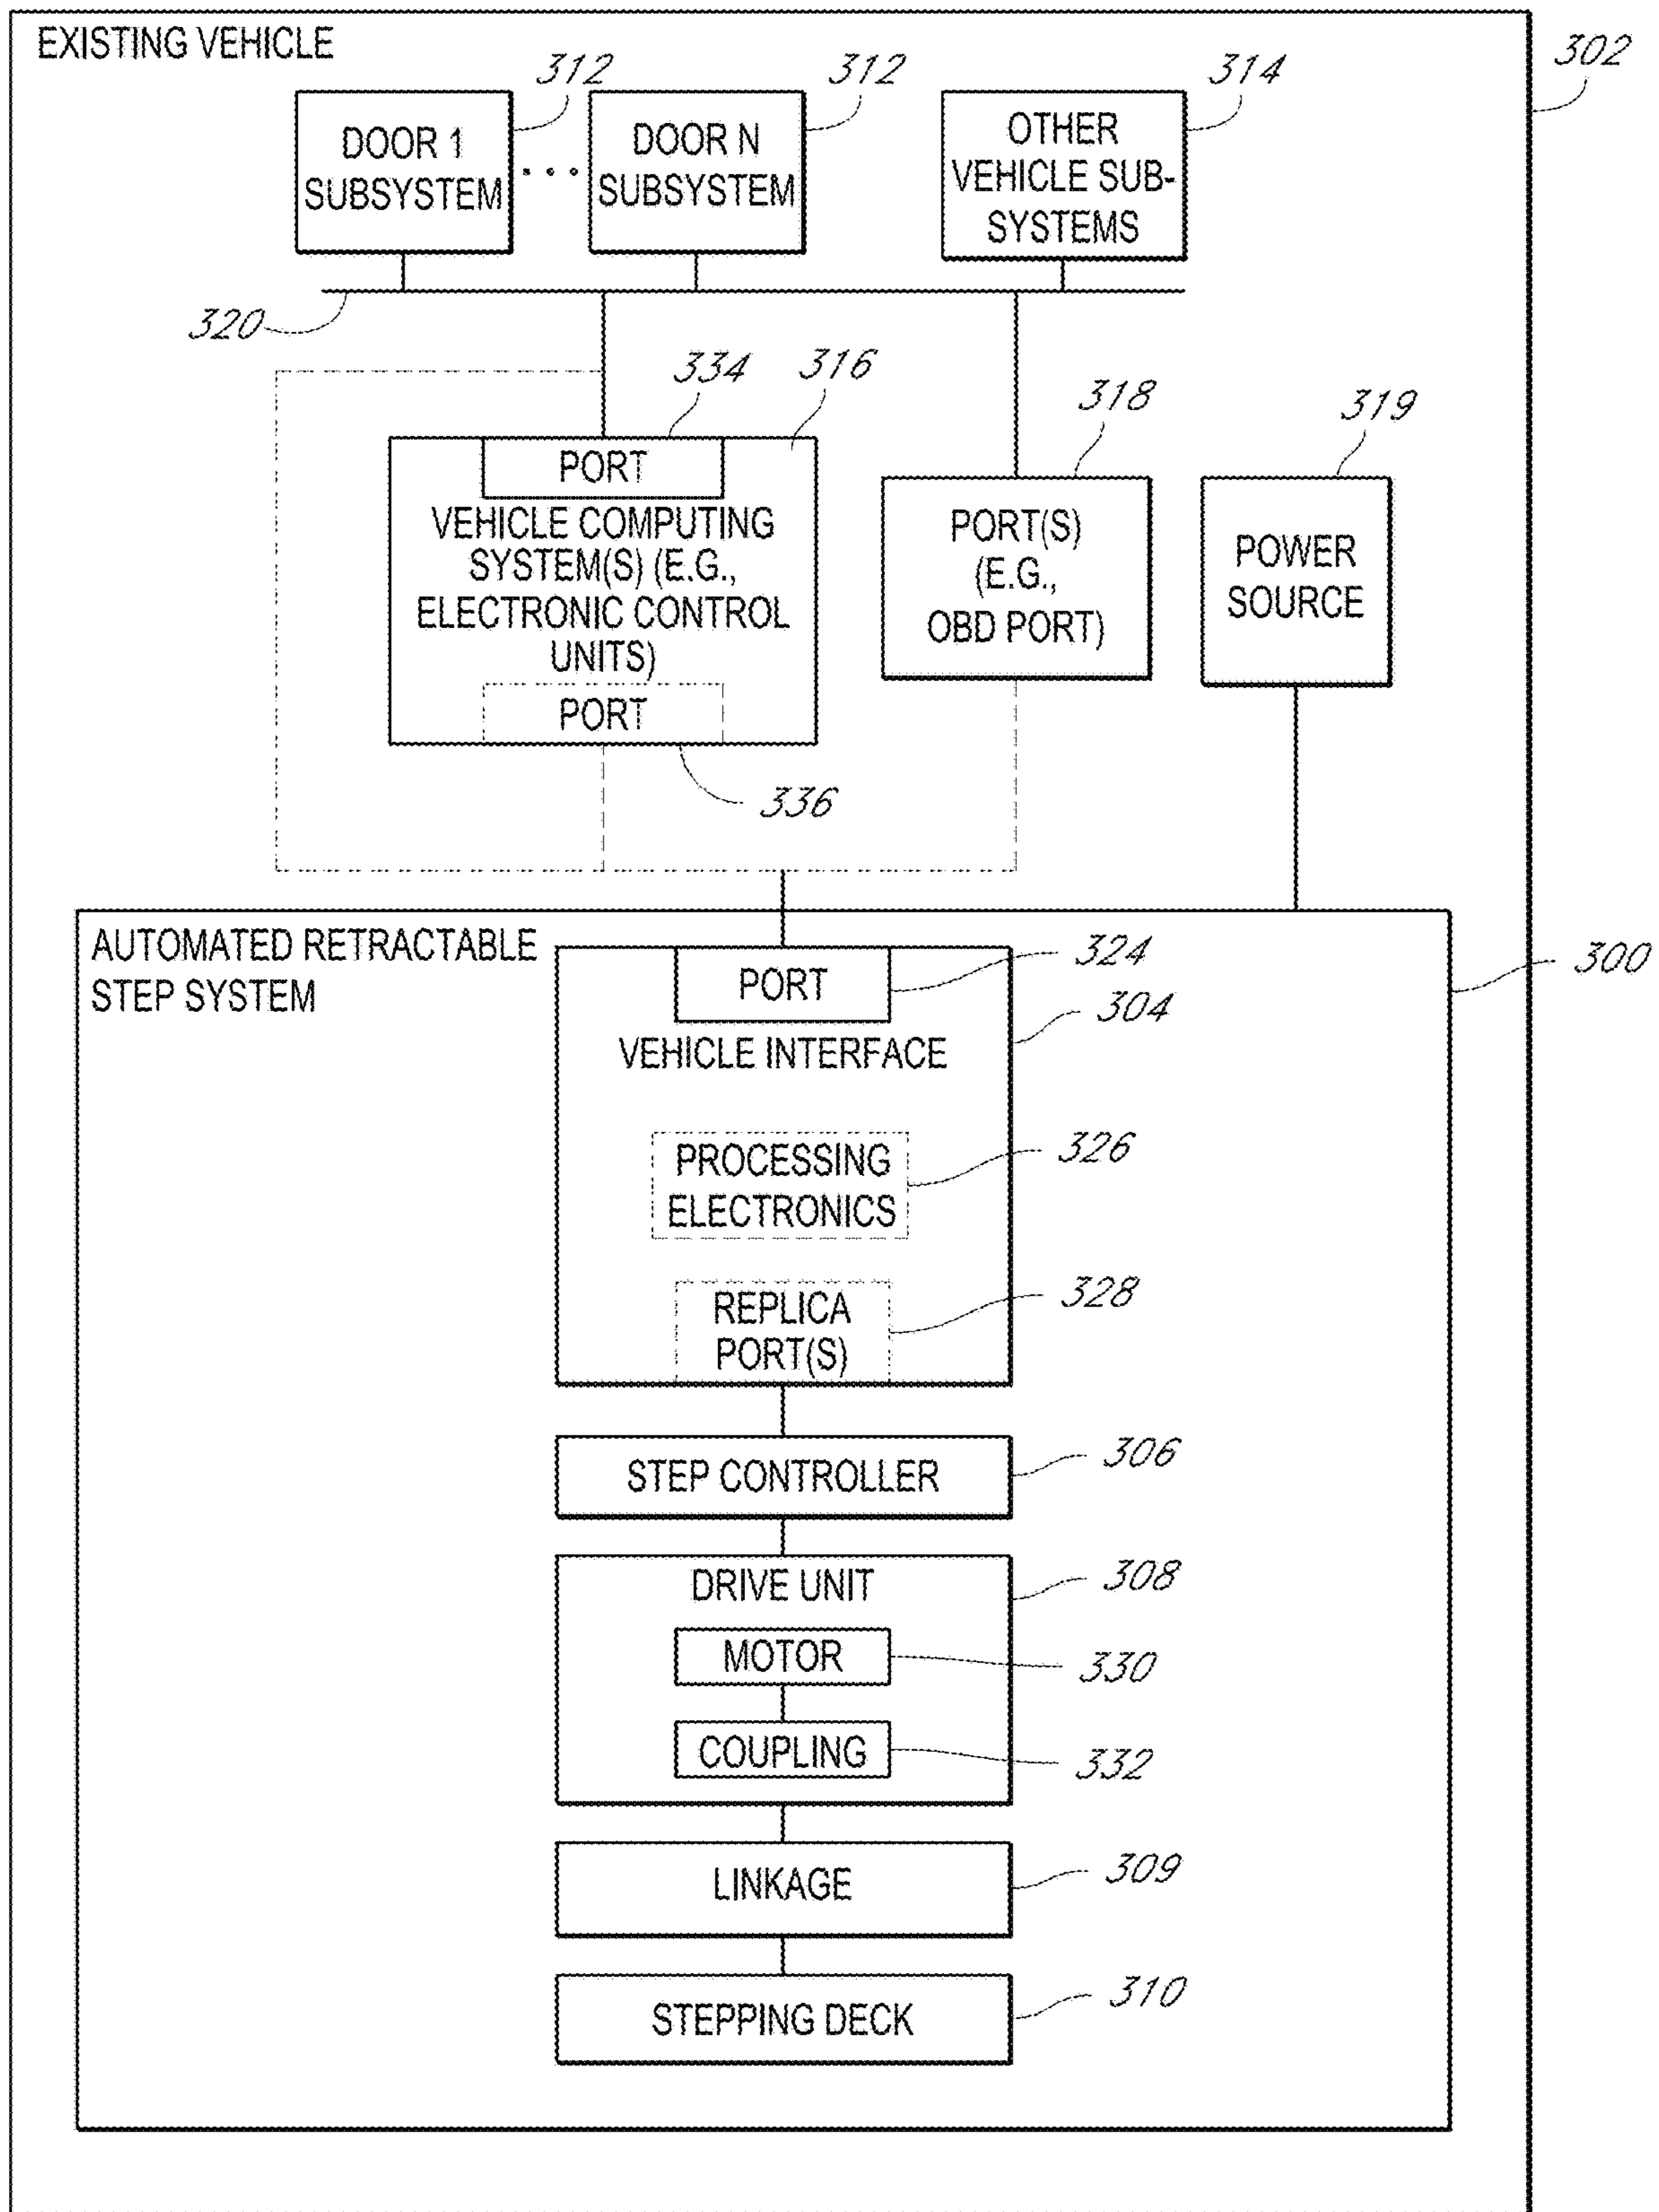 EXISTING VEHICLE
302
312
312
314
DOOR 1
SUBSYSTEM
. . .
DOOR N
SUBSYSTEM
OTHER
VEHICLE SUB-
SYSTEMS
320
334
316
318
319
PORT
VEHICLE COMPUTING
SYSTEM(S) (E.G.,
ELECTRONIC CONTROL
UNITS)
PORT
336
PORT(S)
(E.G.,
OBD PORT)
POWER
SOURCE
AUTOMATED RETRACTABLE
STEP SYSTEM
300
PORT
324
VEHICLE INTERFACE
304
PROCESSING
ELECTRONICS
326
REPLICA
PORT(S)
328
STEP CONTROLLER
306
DRIVE UNIT
308
MOTOR
330
COUPLING
332
LINKAGE
309
STEPPING DECK
310